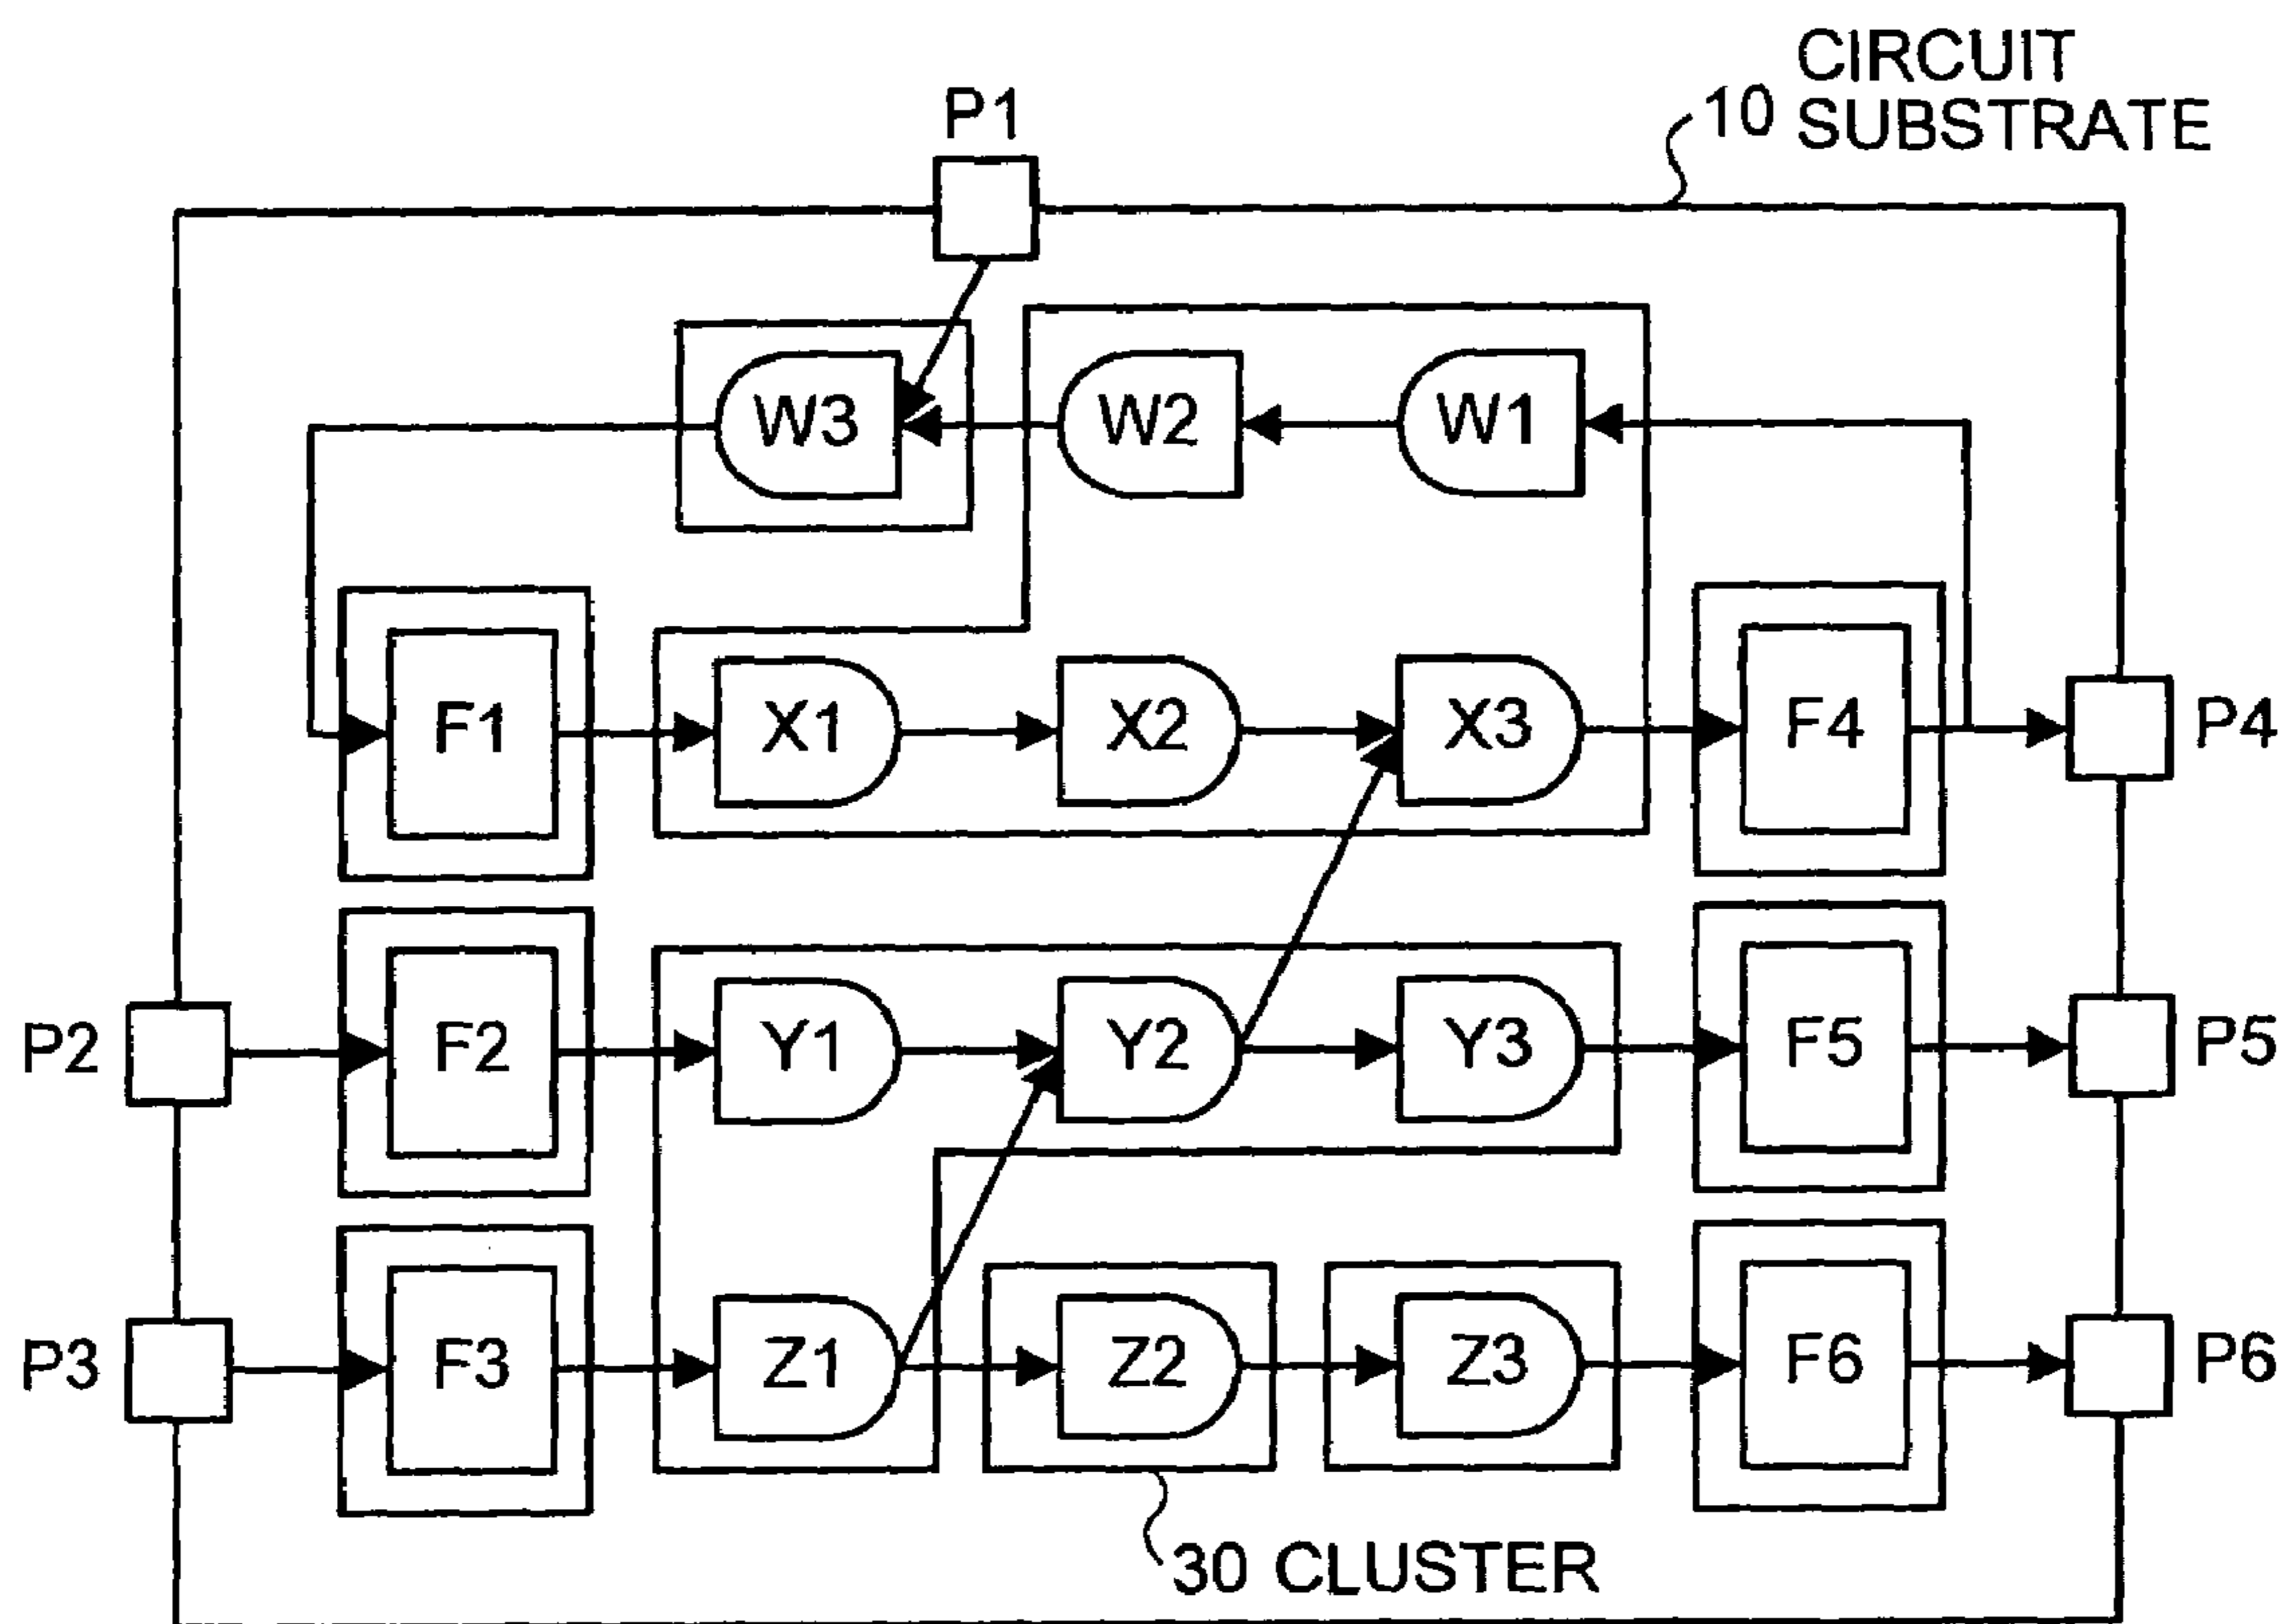 CIRCUIT
10 SUBSTRATE
P1
W3 W2 W1
F1 X1 X2 X3 F4 P4
P2 F2 Y1 Y2 Y3 F5 P5
P3 F3 Z1 Z2 Z3 F6 P6
30 CLUSTER